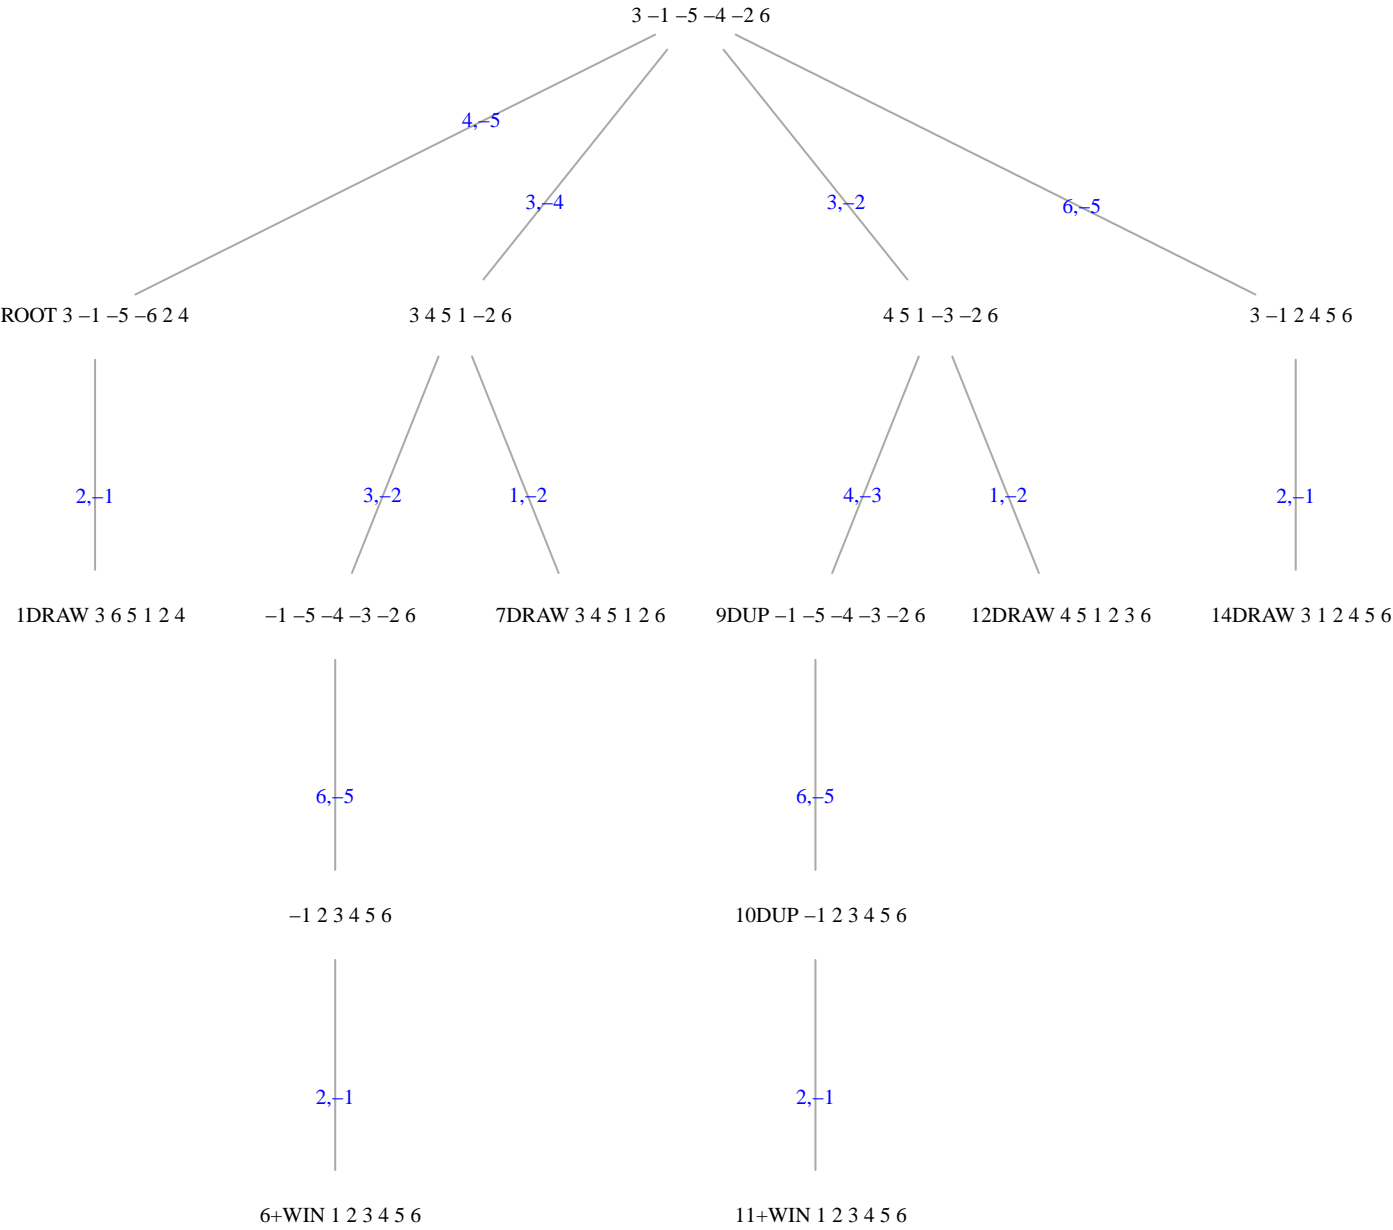 3 –1 –5 –4 –2 6
4,–5
3,–4
3,–2
6,–5
ROOT 3 –1 –5 –6 2 4
3 4 5 1 –2 6
4 5 1 –3 –2 6
3 –1 2 4 5 6
2,–1
3,–2
1,–2
4,–3
1,–2
2,–1
1DRAW 3 6 5 1 2 4
–1 –5 –4 –3 –2 6
7DRAW 3 4 5 1 2 6
9DUP –1 –5 –4 –3 –2 6
12DRAW 4 5 1 2 3 6
14DRAW 3 1 2 4 5 6
6,–5
6,–5
–1 2 3 4 5 6
10DUP –1 2 3 4 5 6
2,–1
2,–1
6+WIN 1 2 3 4 5 6
11+WIN 1 2 3 4 5 6